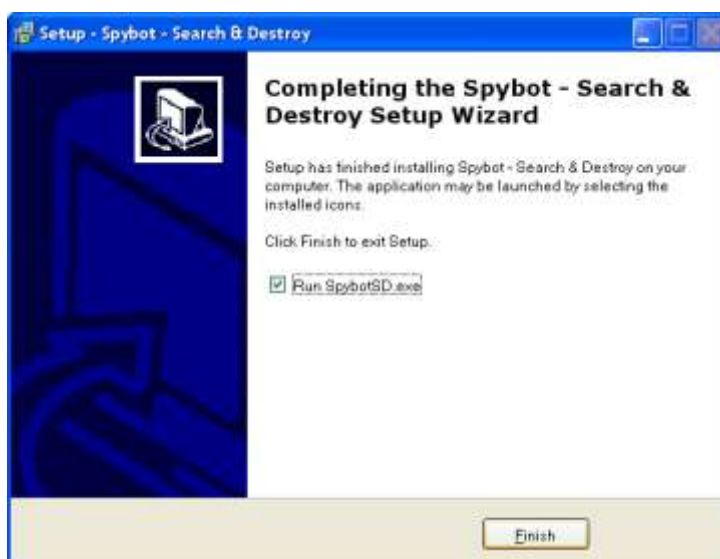 Setup - Spybot - Search & Destroy
Completing the Spybot - Search &
Destroy Setup Wizard
Setup has finished installing Spybot - Search & Destroy on your
computer. The application may be launched by selecting the
installed icons.
Click Finish to exit Setup.
Run SpybotSD.exe
Finish